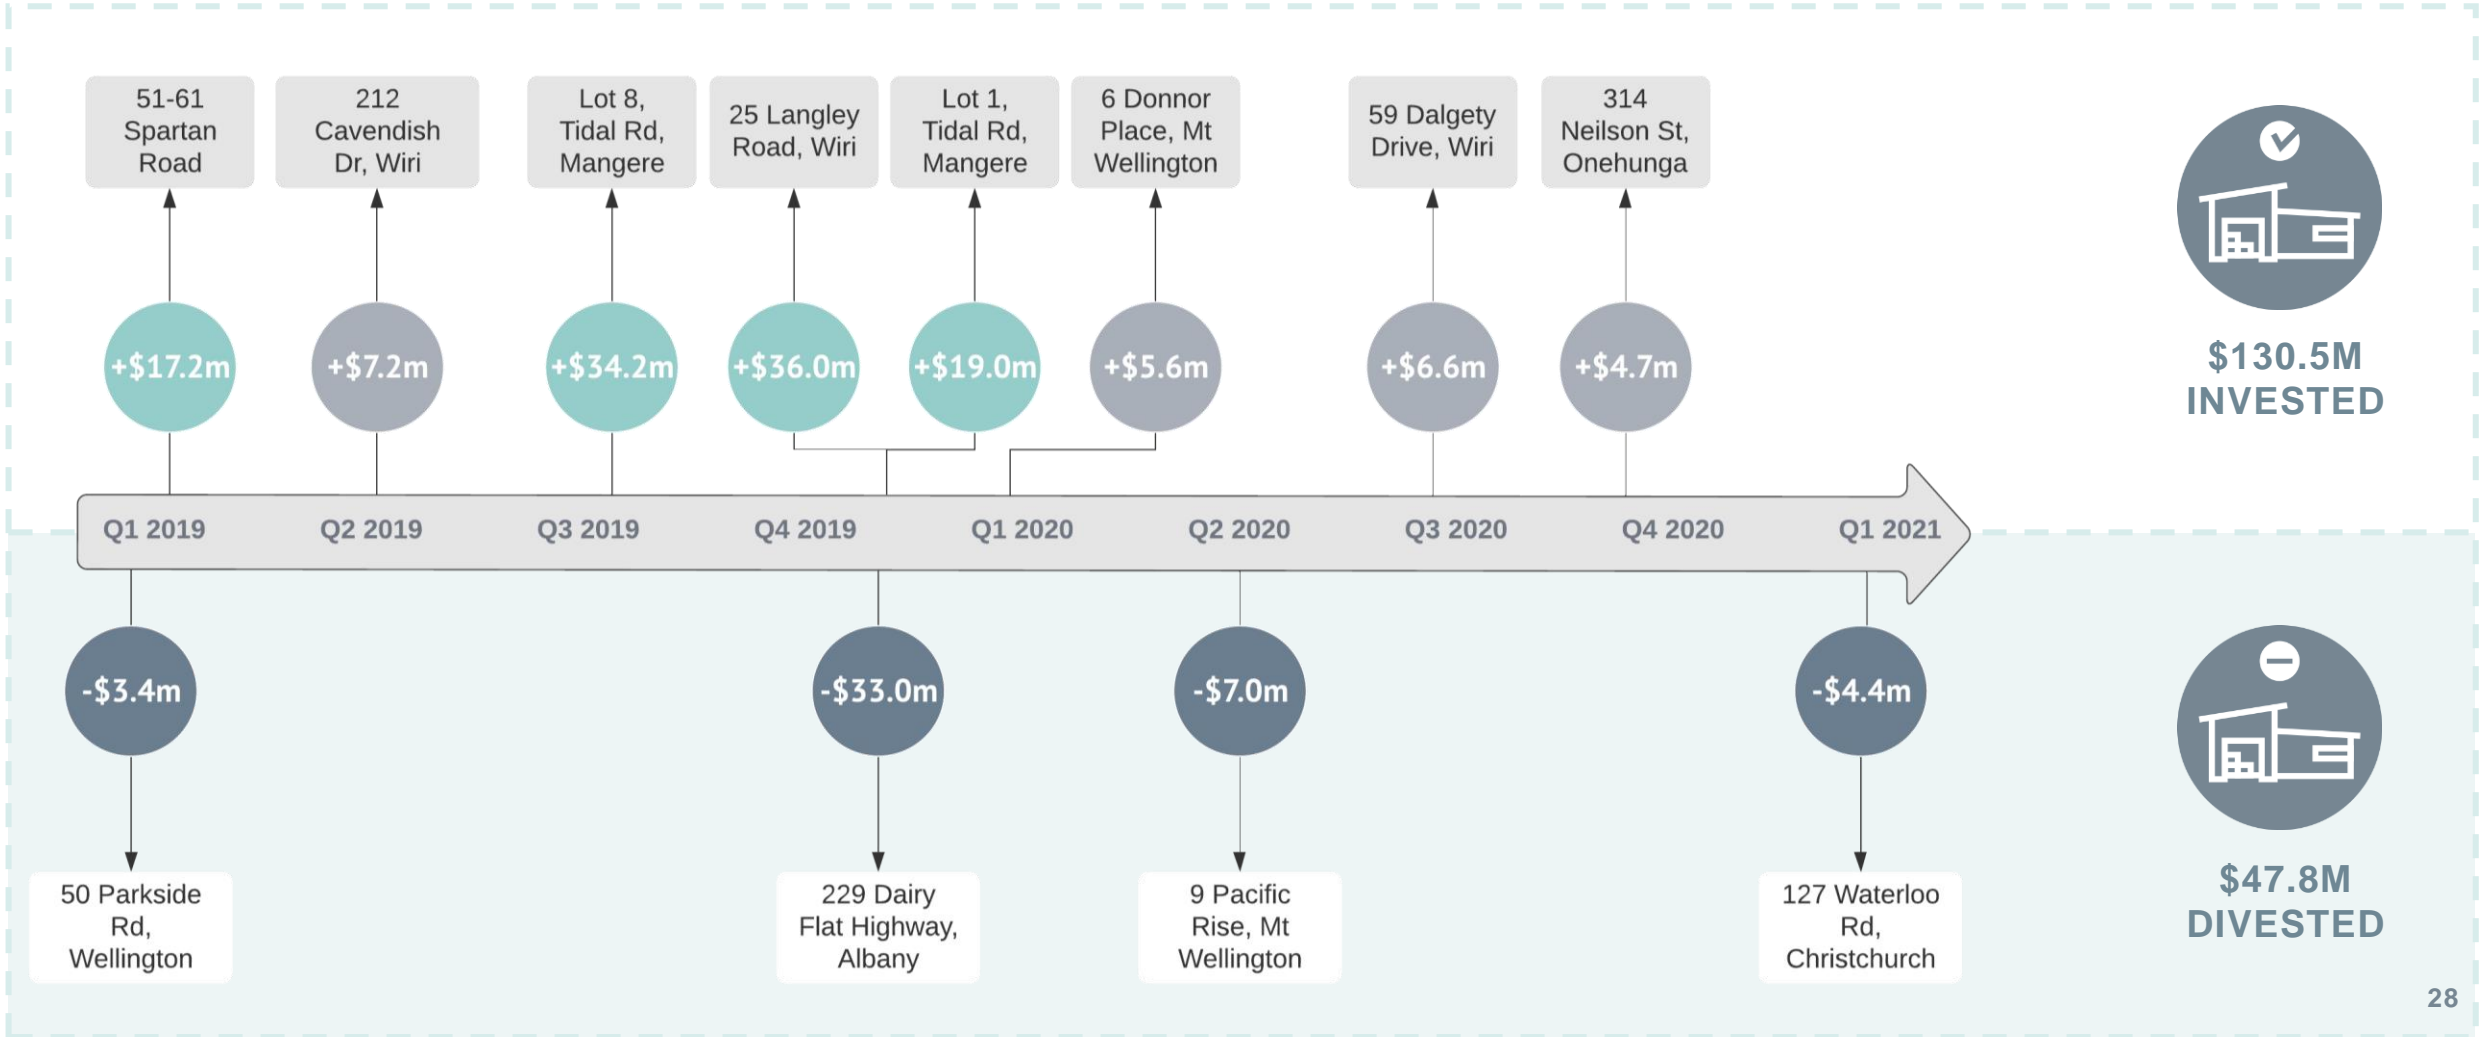 51-61
Spartan
Road
212
Cavendish
Dr, Wiri
Lot 8,
Tidal Rd,
Mangere
25 Langley
Road, Wiri
Lot 1,
Tidal Rd,
Mangere
6 Donnor
Place, Mt
Wellington
59 Dalgety
Drive, Wiri
314
Neilson St,
Onehunga
+$17.2m
+$7.2m
+$34.2m
+$36.0m
+$19.0m
+$5.6m
+$6.6m
+$4.7m
$130.5M
INVESTED
Q1 2019
Q2 2019
Q3 2019
Q4 2019
Q1 2020
Q2 2020
Q3 2020
Q4 2020
Q1 2021
-$3.4m
-$33.0m
-$7.0m
-$4.4m
50 Parkside
Rd,
Wellington
229 Dairy
Flat Highway,
Albany
9 Pacific
Rise, Mt
Wellington
127 Waterloo
Rd,
Christchurch
$47.8M
DIVESTED
28